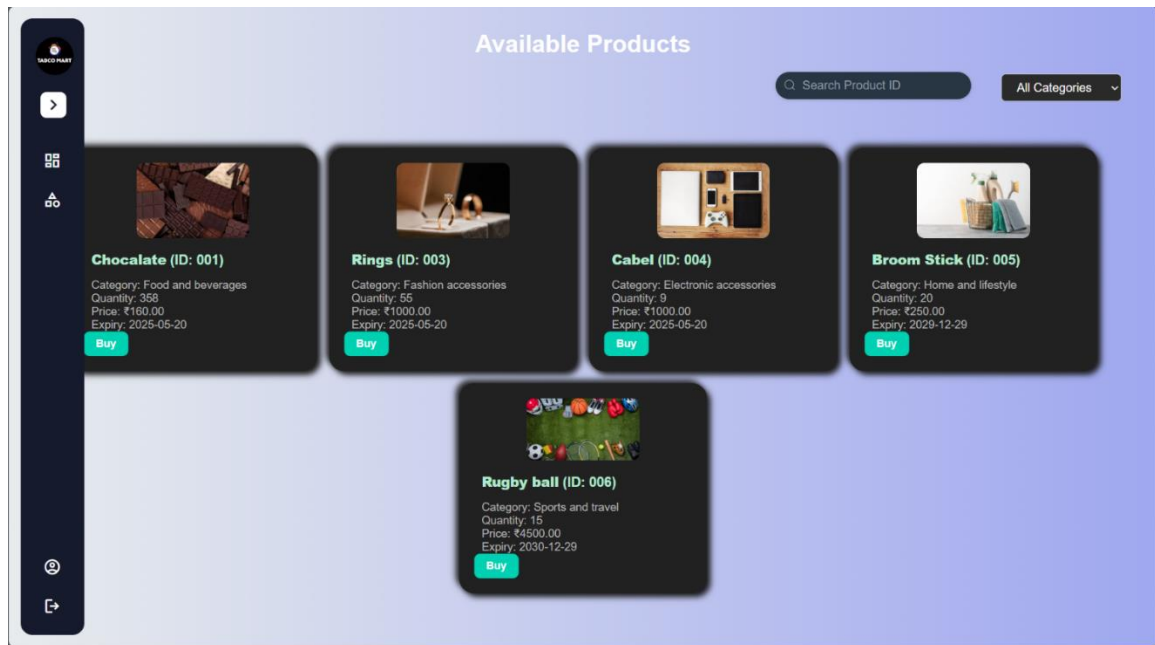 TABCO MART
Available Products
Search Product ID
All Categories
Chocalate (ID: 001)
Category: Food and beverages
Quantity: 358
Price: ₹160.00
Expiry: 2025-05-20
Buy
Rings (ID: 003)
Category: Fashion accessories
Quantity: 55
Price: ₹1000.00
Expiry: 2025-05-20
Buy
Cabel (ID: 004)
Category: Electronic accessories
Quantity: 9
Price: ₹1000.00
Expiry: 2025-05-20
Buy
Broom Stick (ID: 005)
Category: Home and lifestyle
Quantity: 20
Price: ₹250.00
Expiry: 2029-12-29
Buy
Rugby ball (ID: 006)
Category: Sports and travel
Quantity: 15
Price: ₹4500.00
Expiry: 2030-12-29
Buy